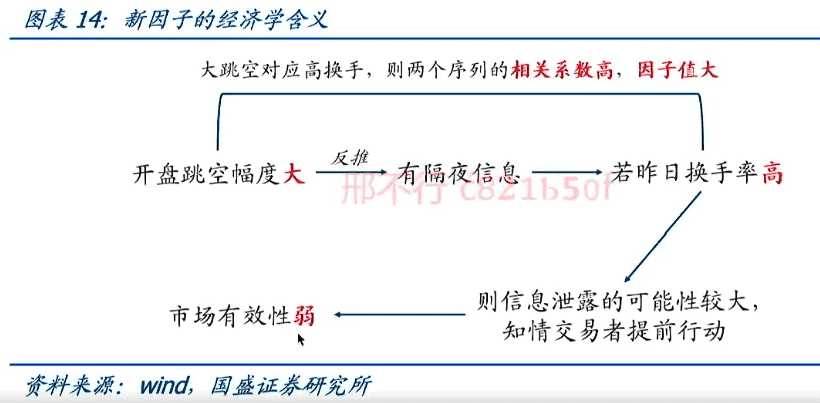 图表 14：新因子的经济学含义
大跳空对应高换手，则两个序列的相关系数高，因子值大
反推
开盘跳空幅度大
有隔夜信息
若昨日换手率高
邢不行 c821b50f
市场有效性弱
则信息泄露的可能性较大，
知情交易者提前行动
资料来源：wind，国盛证券研究所